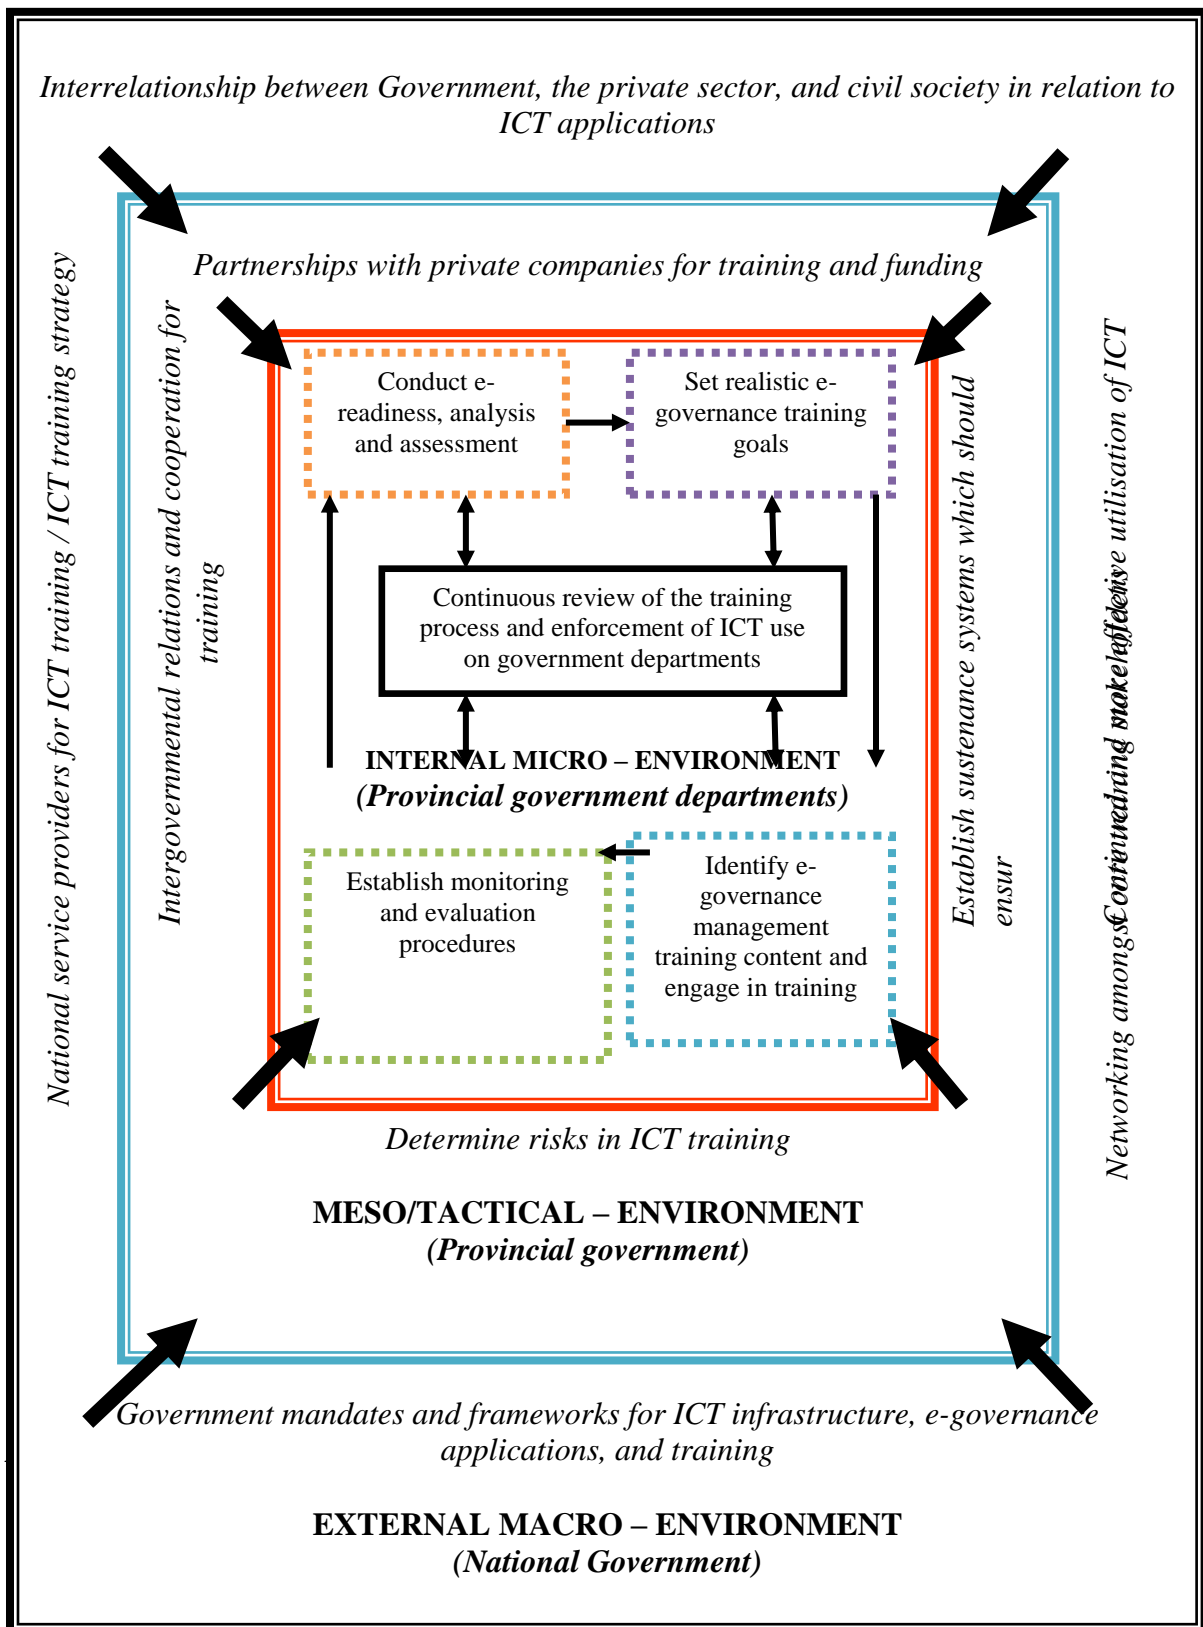 Interrelationship between Government, the private sector, and civil society in relation to
ICT applications
National service providers for ICT training / ICT training strategy
Partnerships with private companies for training and funding
Intergovernmental relations and cooperation for
training
Conduct e-
readiness, analysis
and assessment
Set realistic e-
governance training
goals
Continuous review of the training
process and enforcement of ICT use
on government departments
INTERNAL MICRO – ENVIRONMENT
(Provincial government departments)
Establish monitoring
and evaluation
procedures
Identify e-
governance
management
training content and
engage in training
Establish sustenance systems which should
ensur
Networking amongst
utilisation of ICT
Determine risks in ICT training
MESO/TACTICAL – ENVIRONMENT
(Provincial government)
Government mandates and frameworks for ICT infrastructure, e-governance
applications, and training
EXTERNAL MACRO – ENVIRONMENT
(National Government)